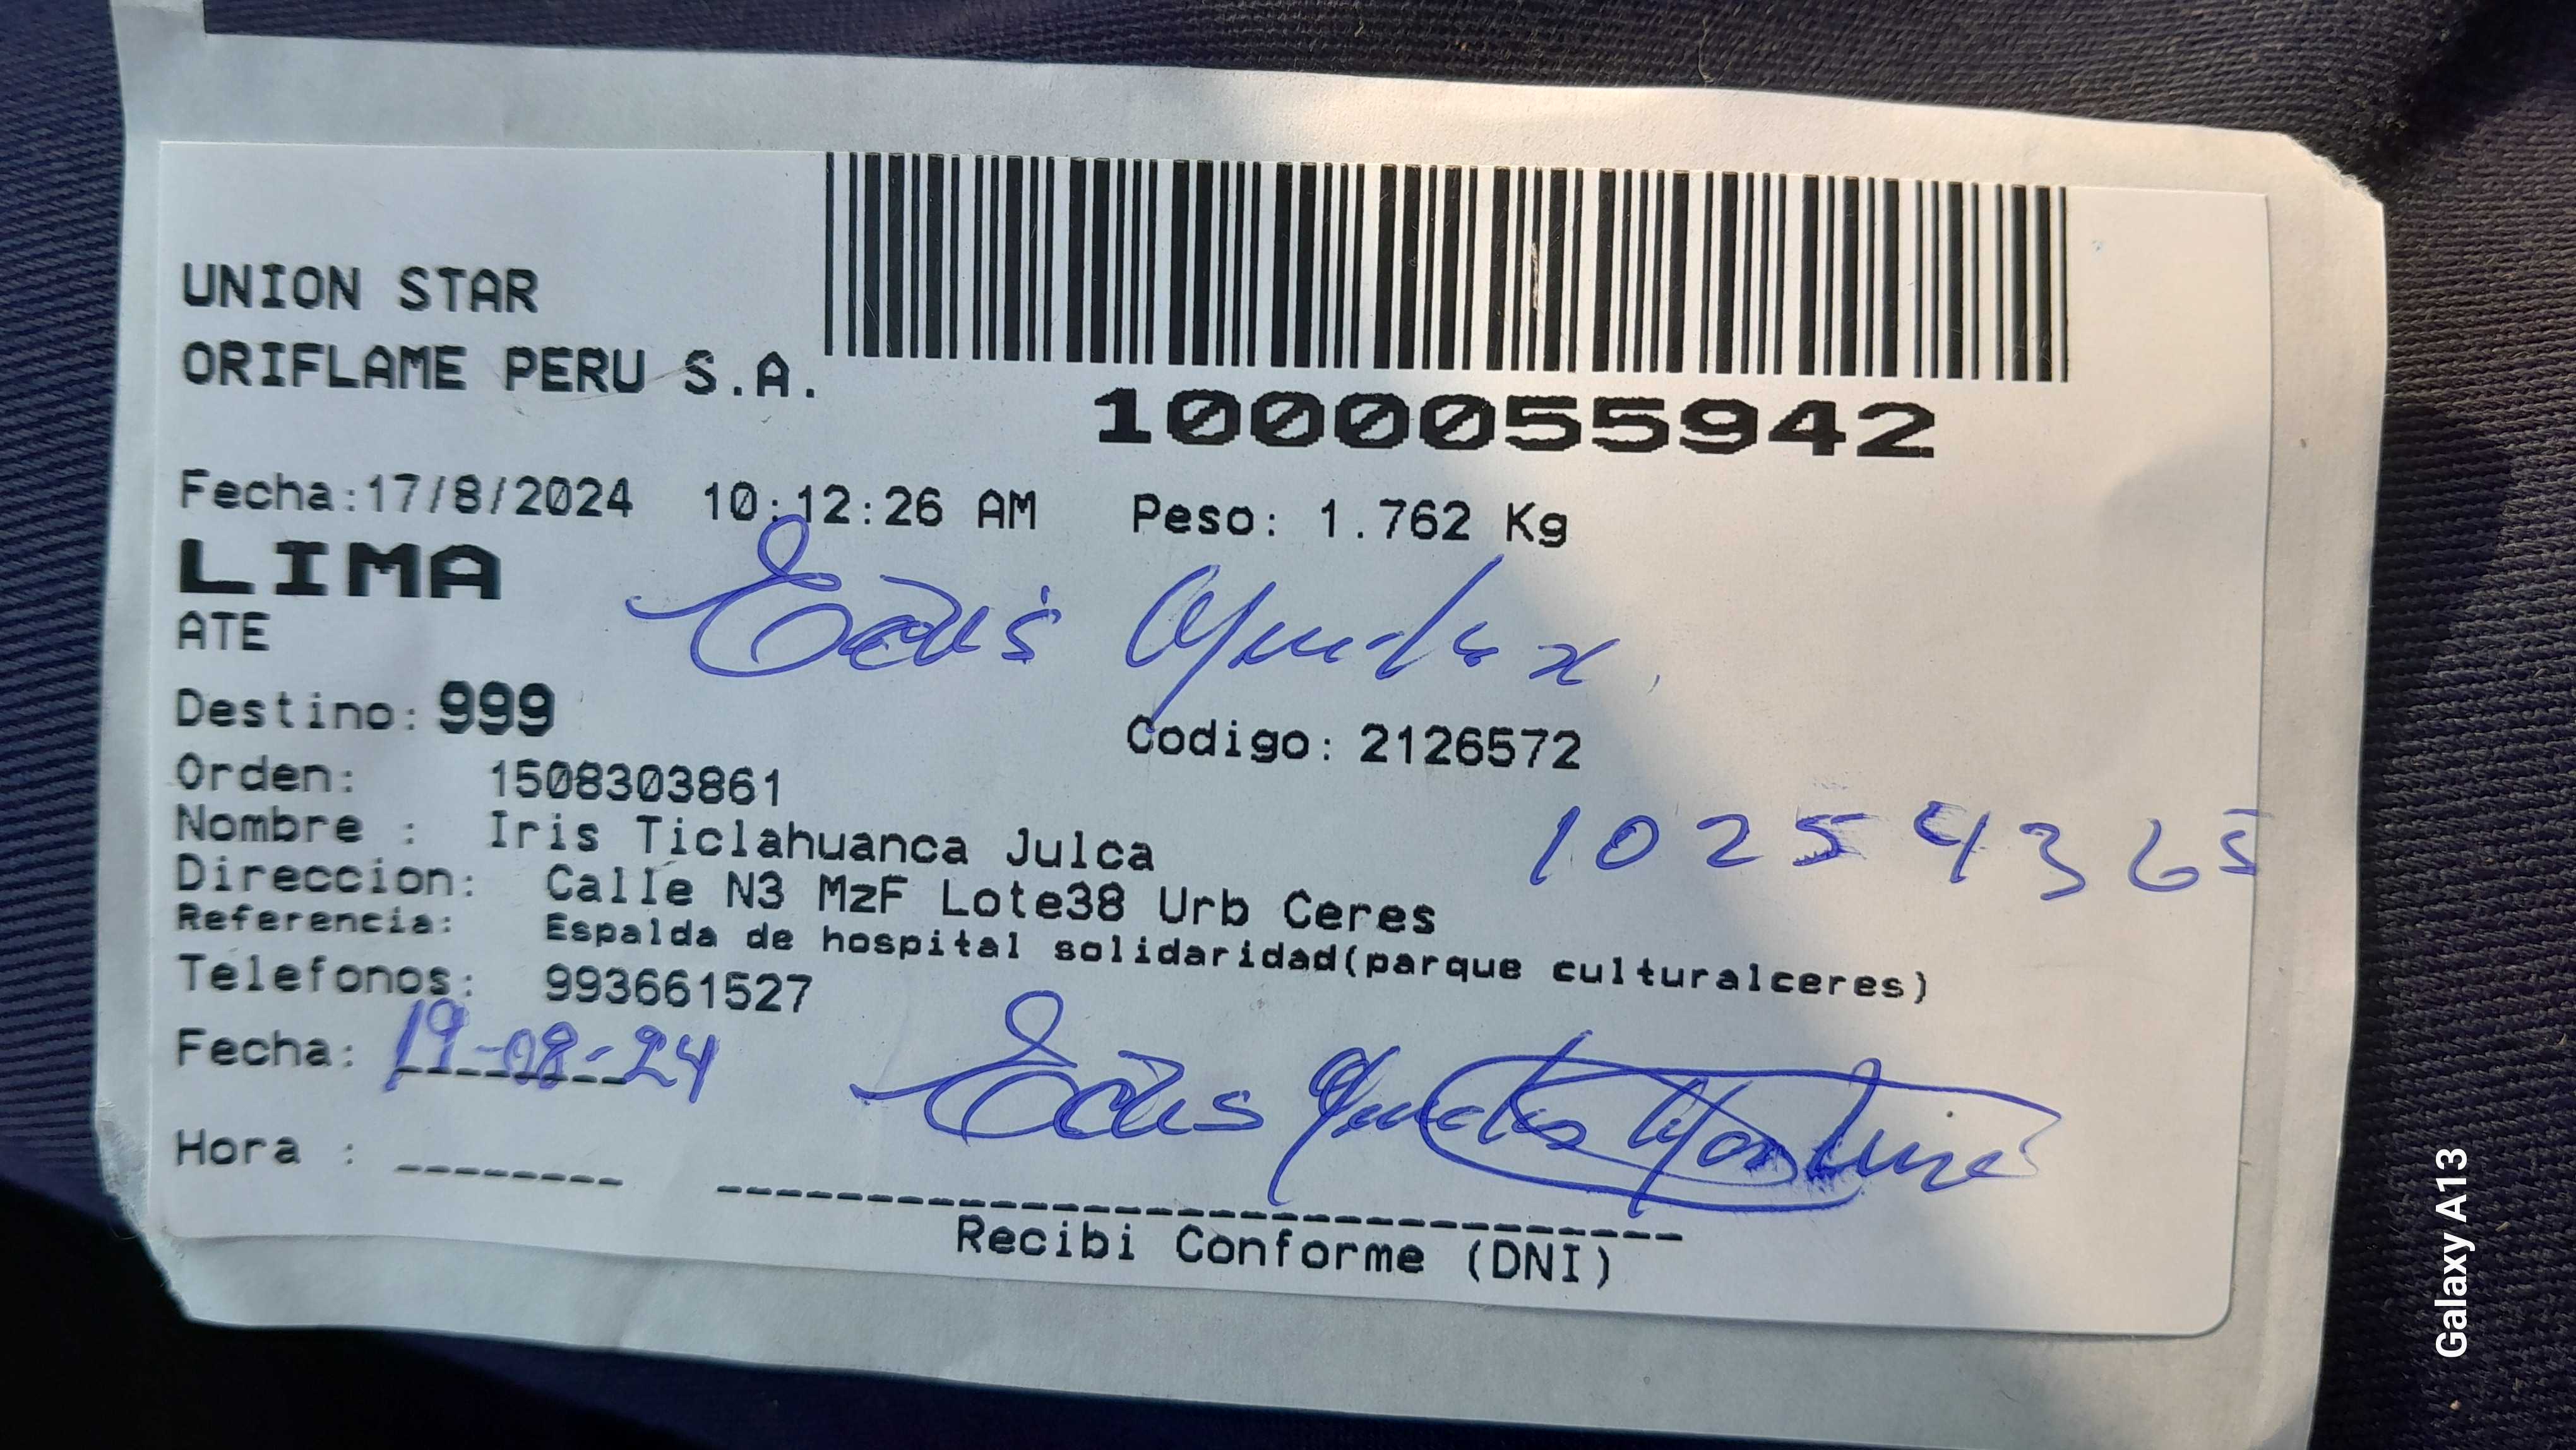 UNION STAR
ORIFLAME PERU S.A.
1000055942
Fecha:17/8/2024 10:12:26 AM Peso: 1.762 Kg
LIMA
ATE
Edis
Destino: 999
Codigo: 2126572
Orden: 1508303861
Nombre : Iris Ticlahuanca Julca
10254365
Direccion: Calle N3 MzF Lote38 Urb Ceres
Referencia: Espalda de hospital solidaridad(parque culturalceres)
Telefonos: 993661527
Fecha: 19-08-24
Edis
Hora :
Recibi Conforme (DNI)
Galaxy A13